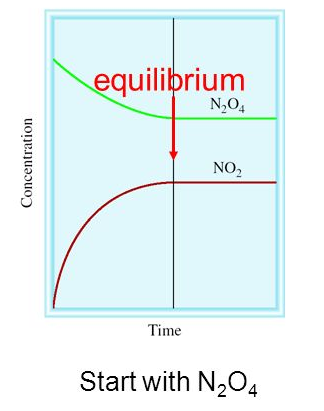 equilibrium
N₂O₄
NO₂
Concentration
Time
Start with N₂O₄